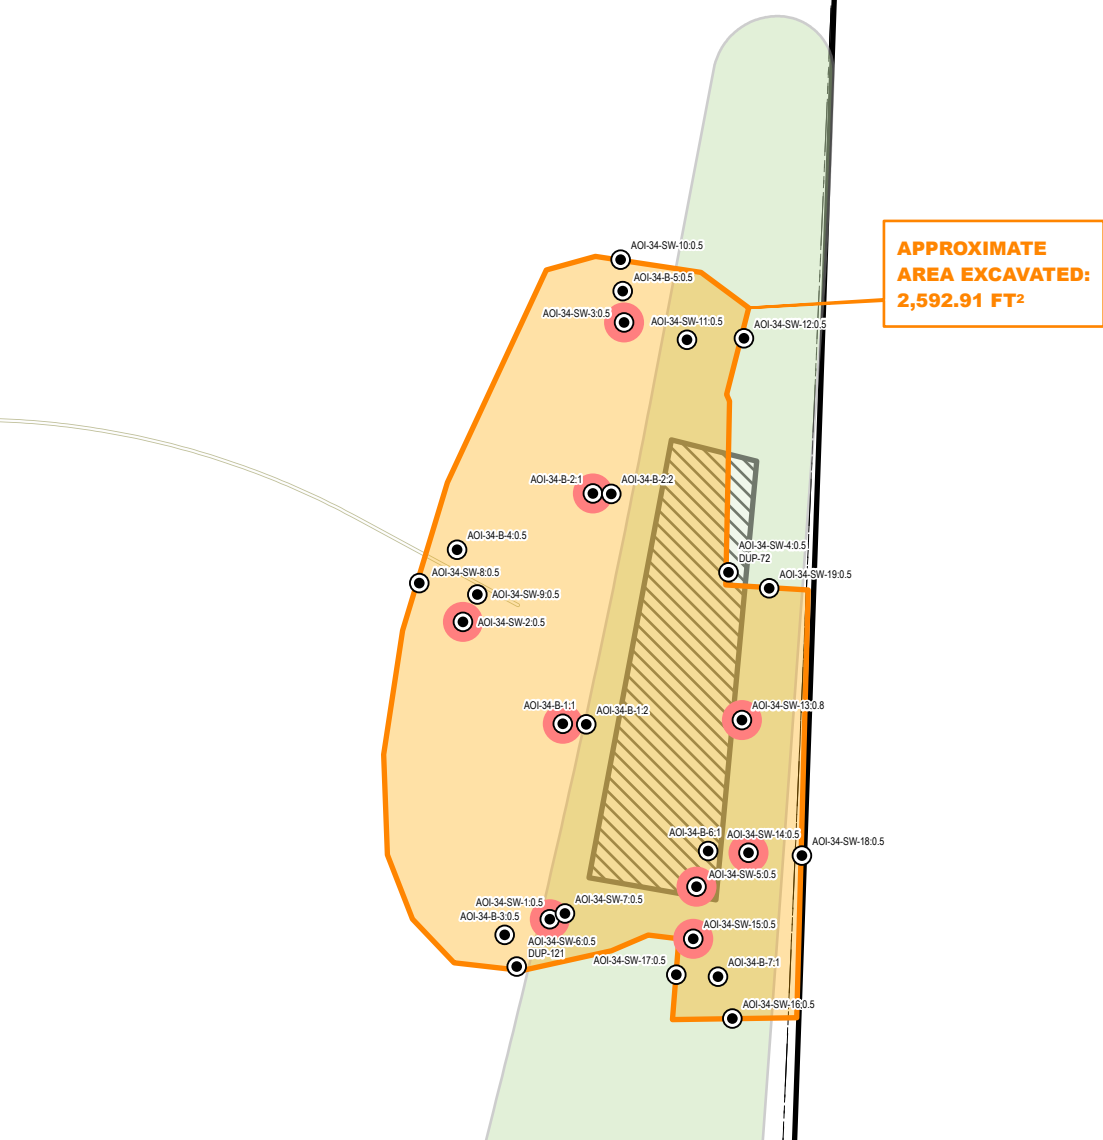 APPROXIMATE
AREA EXCAVATED:
2,592.91 FT²
AOI-34-SW-10:0.5
AOI-34-B-5:0.5
AOI-34-SW-3:0.5
AOI-34-SW-11:0.5
AOI-34-SW-12:0.5
AOI-34-B-2:1
AOI-34-B-2:2
AOI-34-B-4:0.5
AOI-34-SW-4:0.5
DUP-72
AOI-34-SW-8:0.5
AOI-34-SW-19:0.5
AOI-34-SW-9:0.5
AOI-34-SW-2:0.5
AOI-34-B-1:1
AOI-34-B-1:2
AOI-34-SW-13:0.8
AOI-34-B-6:1
AOI-34-SW-14:0.5
AOI-34-SW-18:0.5
AOI-34-SW-5:0.5
AOI-34-SW-1:0.5
AOI-34-SW-7:0.5
AOI-34-B-3:0.5
AOI-34-SW-15:0.5
AOI-34-SW-6:0.5
DUP-121
AOI-34-SW-17:0.5
AOI-34-B-7:1
AOI-34-SW-16:0.5